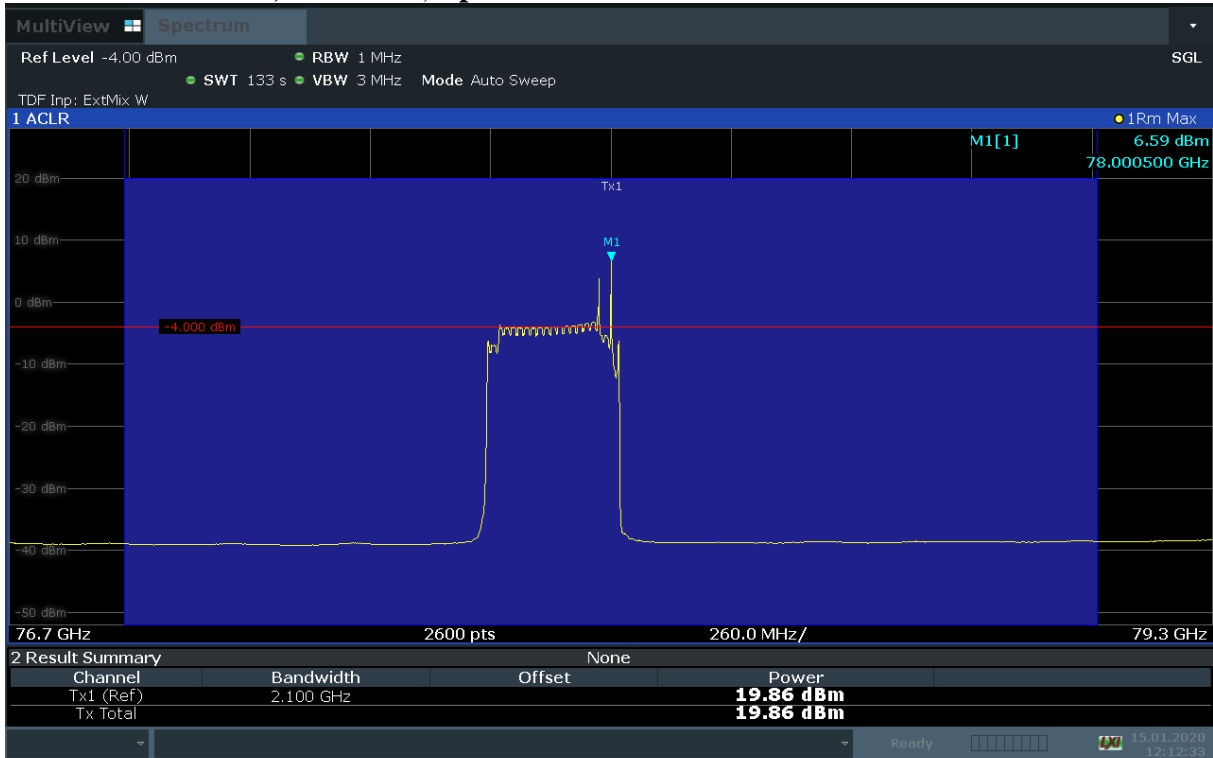 MultiView Spectrum
Ref Level -4.00 dBm RBW 1 MHz SGL
SWT 133 s VBW 3 MHz Mode Auto Sweep
TDF Inp: ExtMix W
1 ACLR 1Rm Max
M1[1] 6.59 dBm
78.000500 GHz
20 dBm
Tx1
10 dBm
M1
0 dBm
-4.000 dBm
-10 dBm
-20 dBm
-30 dBm
-40 dBm
-50 dBm
76.7 GHz 2600 pts 260.0 MHz/ 79.3 GHz
2 Result Summary None
Channel Bandwidth Offset Power
Tx1 (Ref) 2.100 GHz 19.86 dBm
Tx Total 19.86 dBm
Ready LXI 15.01.2020
12:12:33